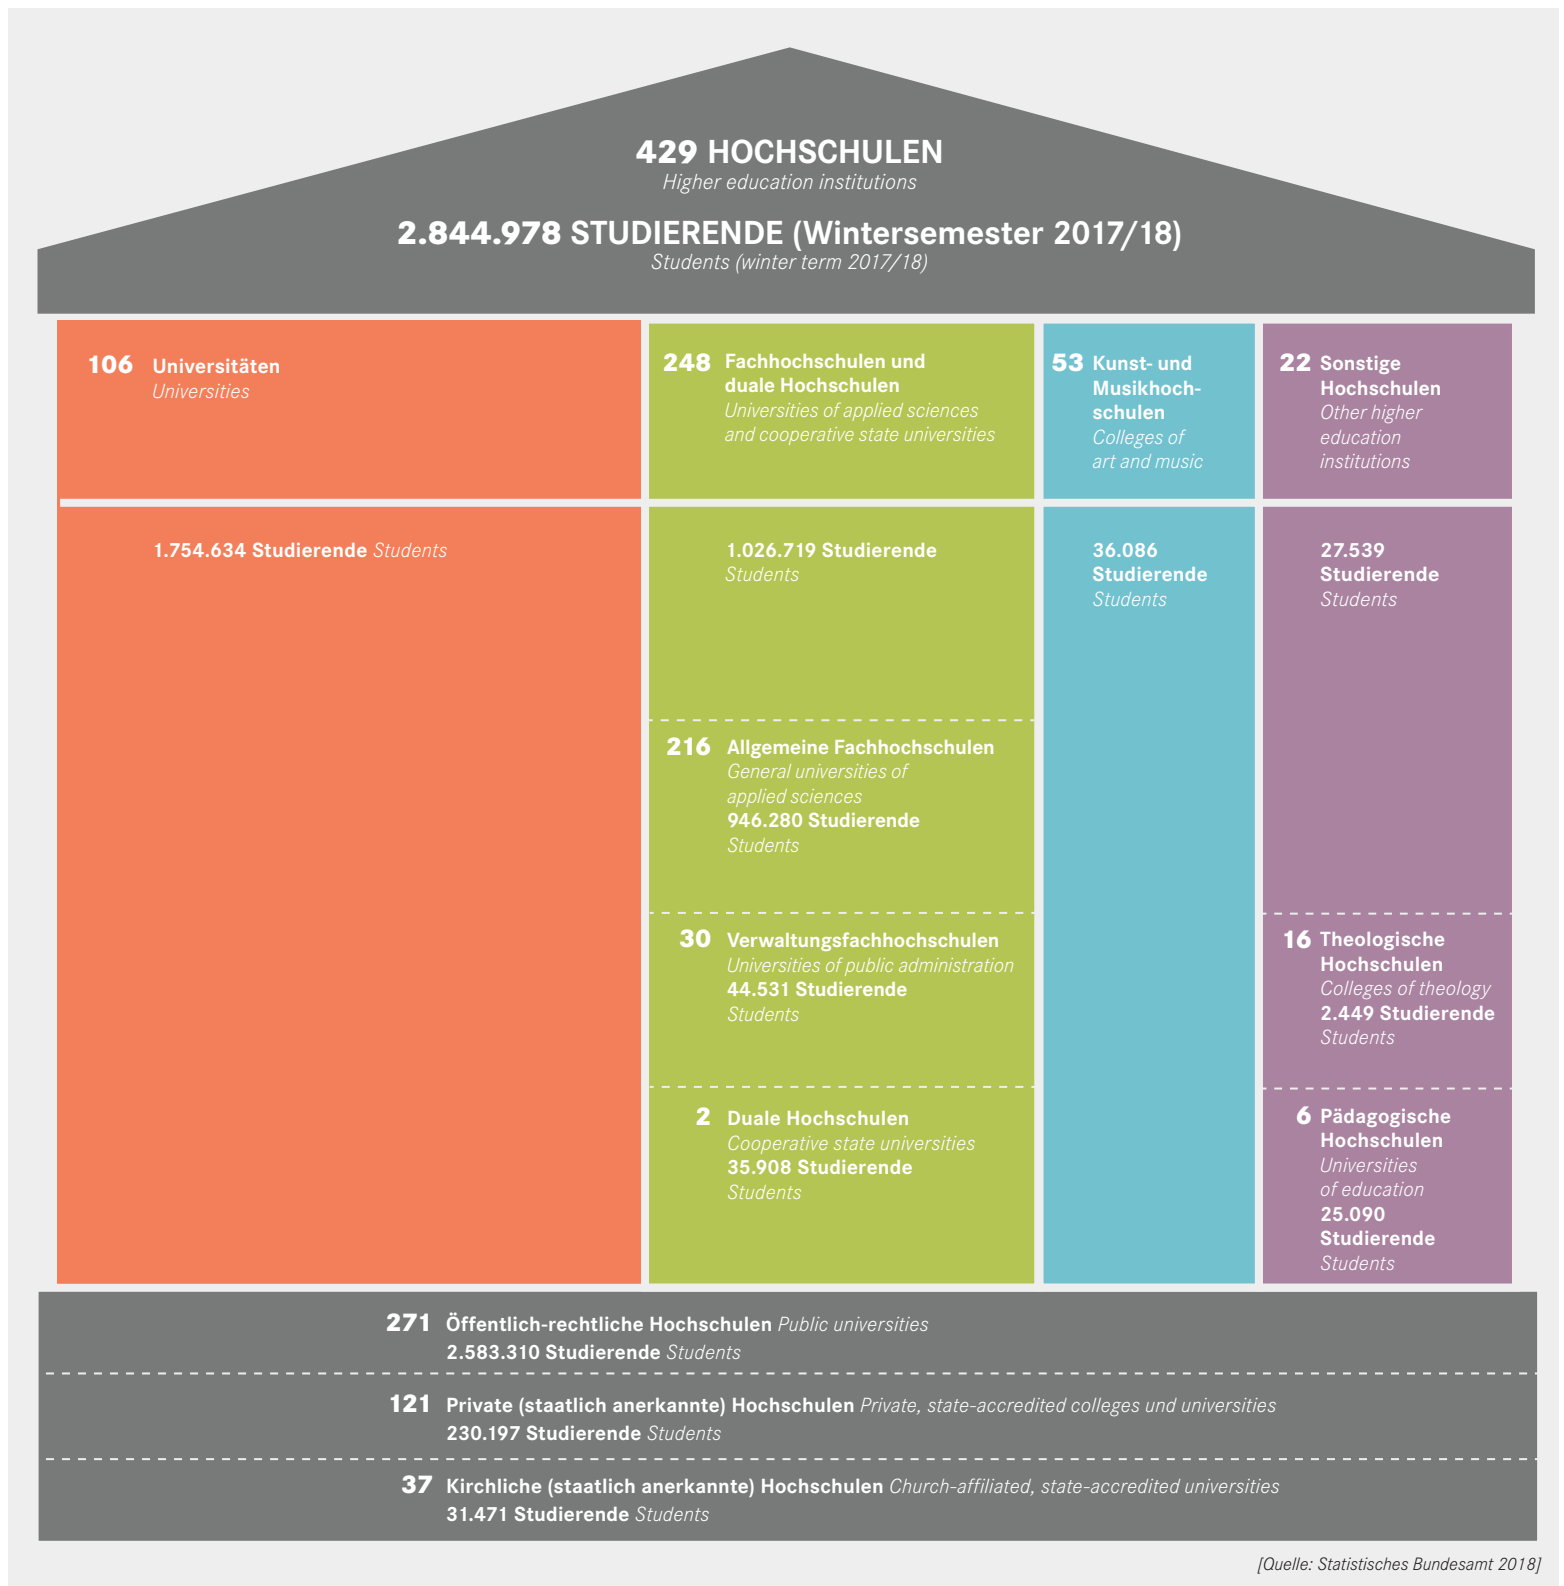 429 HOCHSCHULEN
Higher education institutions
2.844.978 STUDIERENDE (Wintersemester 2017/18)
Students (winter term 2017/18)
106 Universitäten
Universities
1.754.634 Studierende Students
248 Fachhochschulen und
duale Hochschulen
Universities of applied sciences
and cooperative state universities
1.026.719 Studierende
Students
216 Allgemeine Fachhochschulen
General universities of
applied sciences
946.280 Studierende
Students
30 Verwaltungsfachhochschulen
Universities of public administration
44.531 Studierende
Students
2 Duale Hochschulen
Cooperative state universities
35.908 Studierende
Students
53 Kunst- und
Musikhoch-
schulen
Colleges of
art and music
36.086
Studierende
Students
22 Sonstige
Hochschulen
Other higher
education
institutions
27.539
Studierende
Students
16 Theologische
Hochschulen
Colleges of theology
2.449 Studierende
Students
6 Pädagogische
Hochschulen
Universities
of education
25.090
Studierende
Students
271 Öffentlich-rechtliche Hochschulen Public universities
2.583.310 Studierende Students
121 Private (staatlich anerkannte) Hochschulen Private, state-accredited colleges und universities
230.197 Studierende Students
37 Kirchliche (staatlich anerkannte) Hochschulen Church-affiliated, state-accredited universities
31.471 Studierende Students
[Quelle: Statistisches Bundesamt 2018]